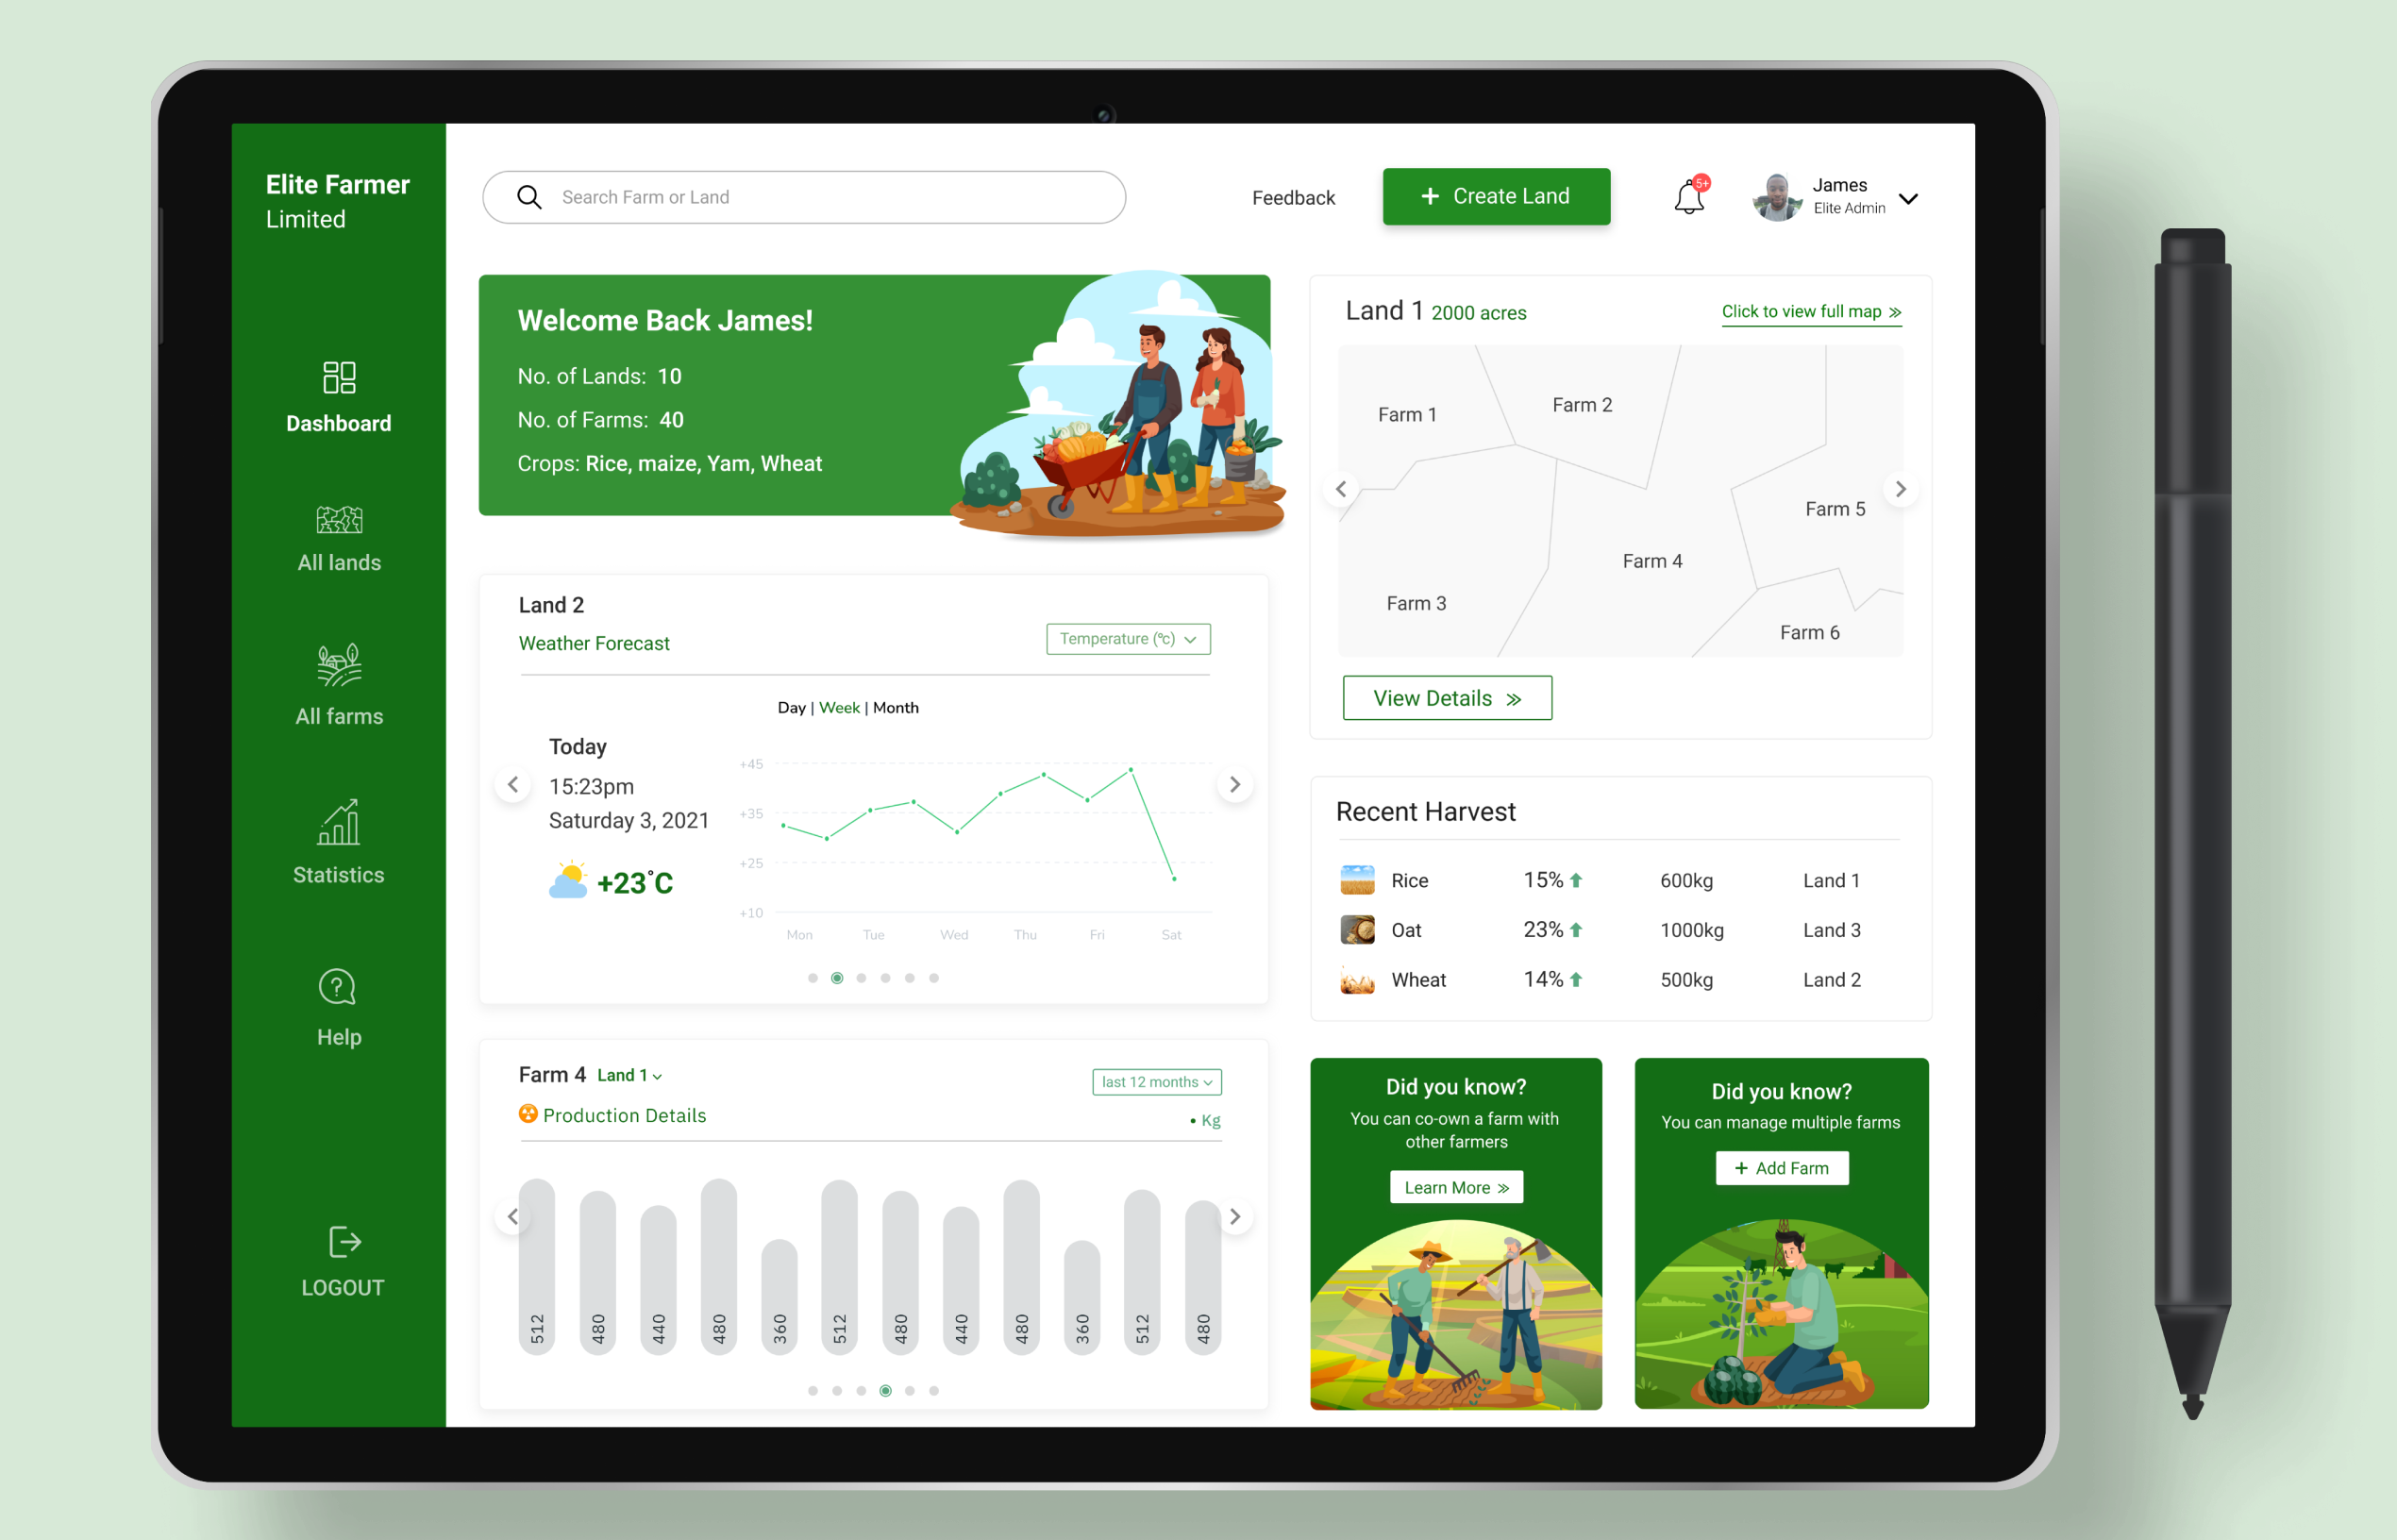 Elite Farmer
Limited
Dashboard
All lands
All farms
Statistics
Help
LOGOUT
Search Farm or Land
Feedback
+ Create Land
5+
James
Elite Admin
Welcome Back James!
No. of Lands: 10
No. of Farms: 40
Crops: Rice, maize, Yam, Wheat
Land 1 2000 acres
Click to view full map »
Farm 1
Farm 2
Farm 5
Farm 4
Farm 3
Farm 6
View Details »
Land 2
Weather Forecast
Temperature (℃)
Day | Week | Month
Today
15:23pm
Saturday 3, 2021
+23°C
+45
+35
+25
+10
Mon Tue Wed Thu Fri Sat
Recent Harvest
Rice 15% 600kg Land 1
Oat 23% 1000kg Land 3
Wheat 14% 500kg Land 2
Farm 4 Land 1
last 12 months
Production Details
• Kg
512 480 440 480 360 512 480 440 480 360 512 480
Did you know?
You can co-own a farm with
other farmers
Learn More »
Did you know?
You can manage multiple farms
+ Add Farm